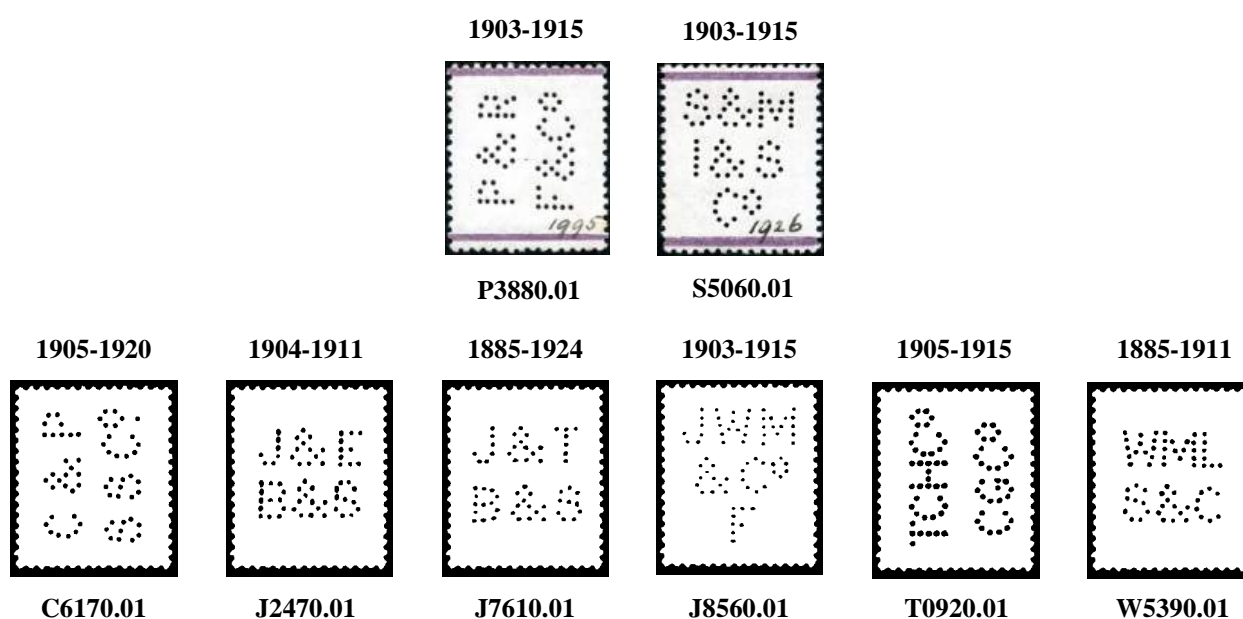 1903-1915 1903-1915
P&R
F&Cº
1995
S&M
I&S
Cº
1926
P3880.01 S5060.01
1905-1920 1904-1911 1885-1924 1903-1915 1905-1915 1885-1911
C&P
SSCº
J&E
B&S
J&T
B&S
JWM
&Cº
F
WML
S&C
C6170.01 J2470.01 J7610.01 J8560.01 T0920.01 W5390.01